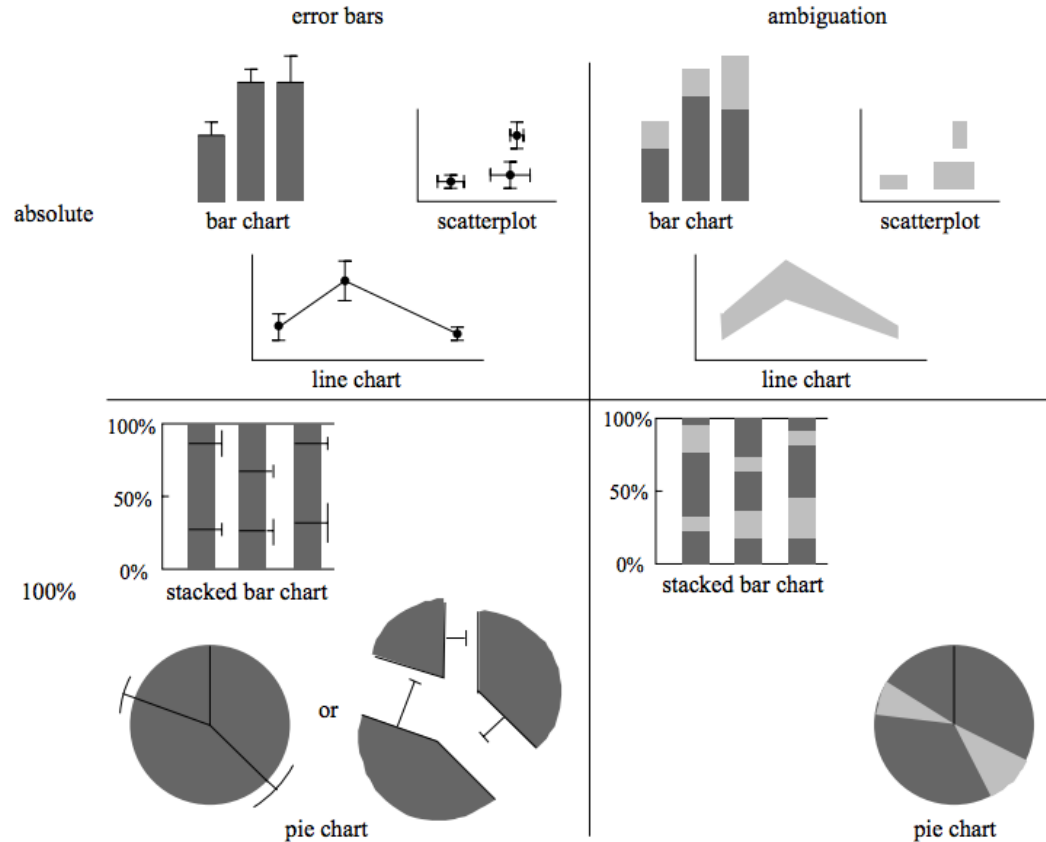 error bars
ambiguation
absolute
bar chart
scatterplot
line chart
bar chart
scatterplot
line chart
100%
100%
50%
0%
stacked bar chart
or
pie chart
100%
50%
0%
stacked bar chart
pie chart